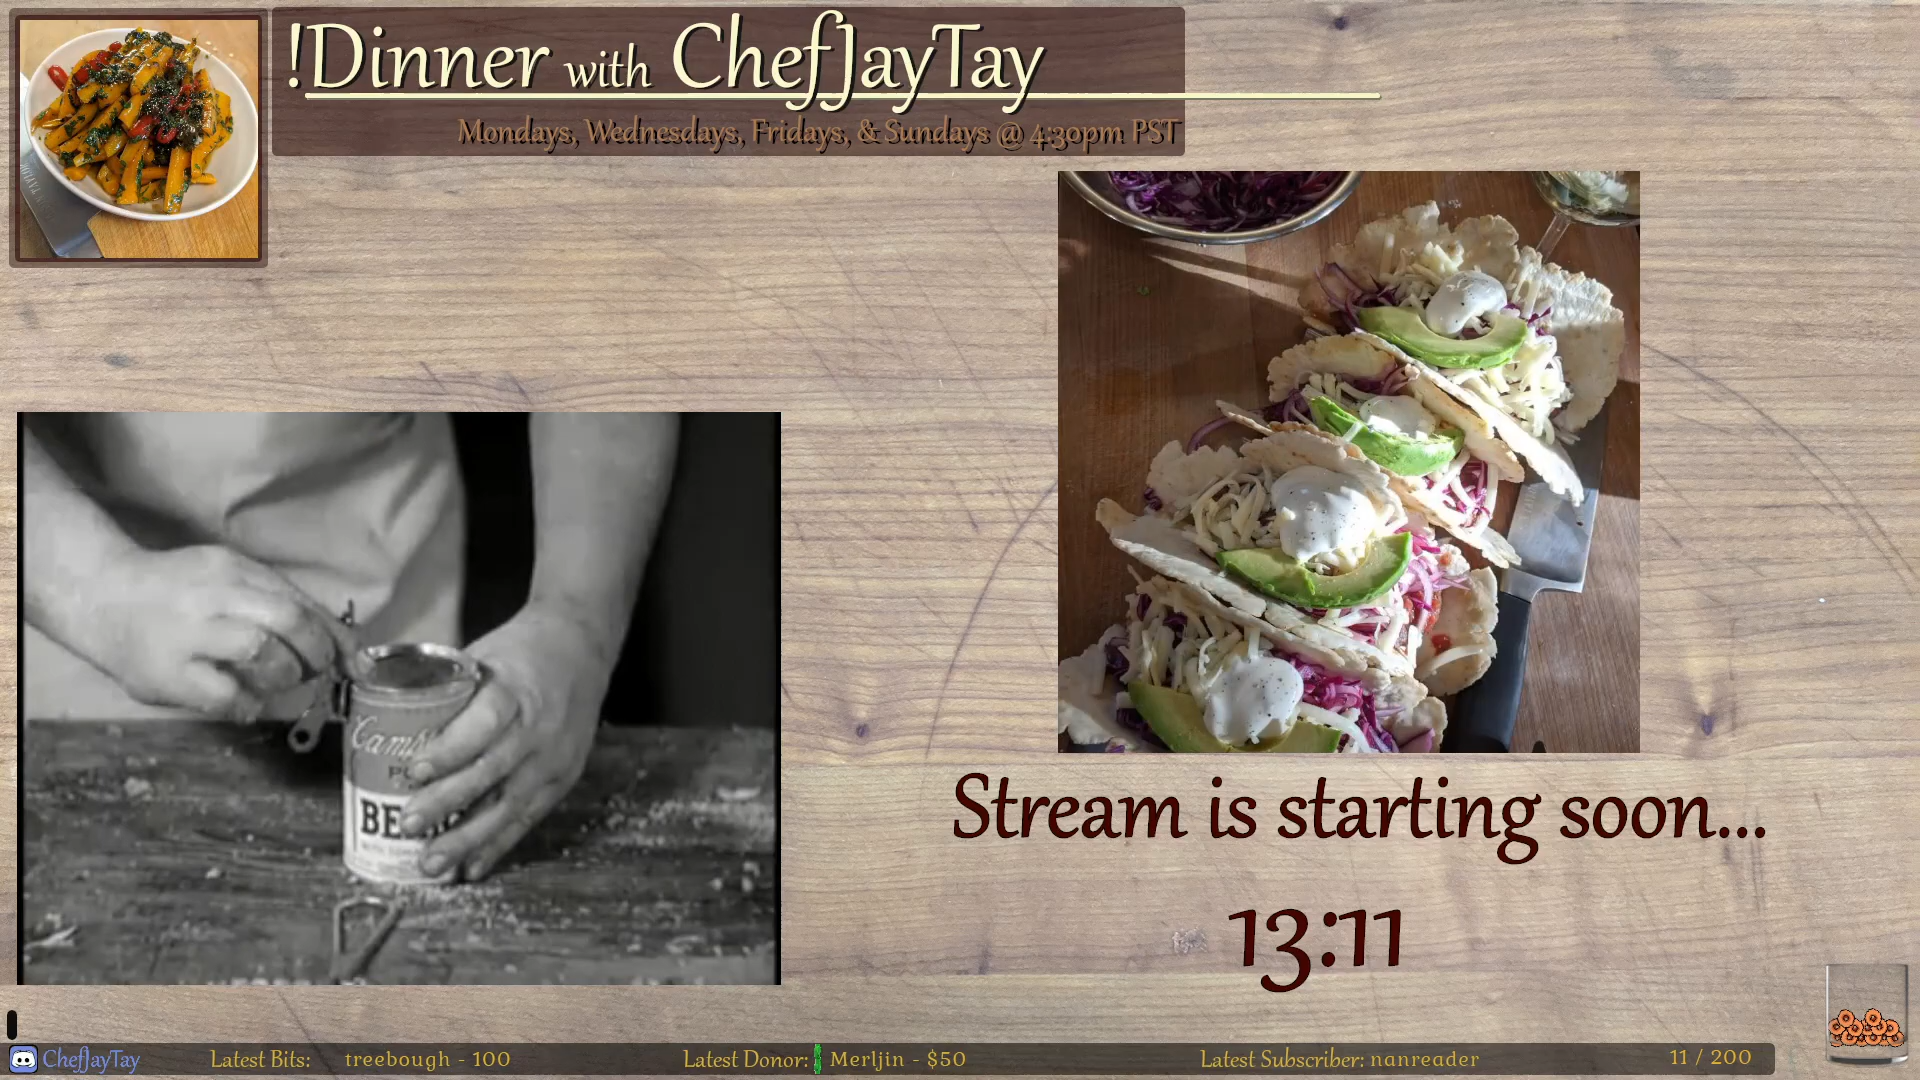 !Dinner with ChefJayTay
Mondays, Wednesdays, Fridays, & Sundays @ 4:30pm PST
Stream is starting soon...
13:11
ChefJayTay
Latest Bits: treebough - 100
Latest Donor: Merljin - $50
Latest Subscriber: nanreader
11 / 200